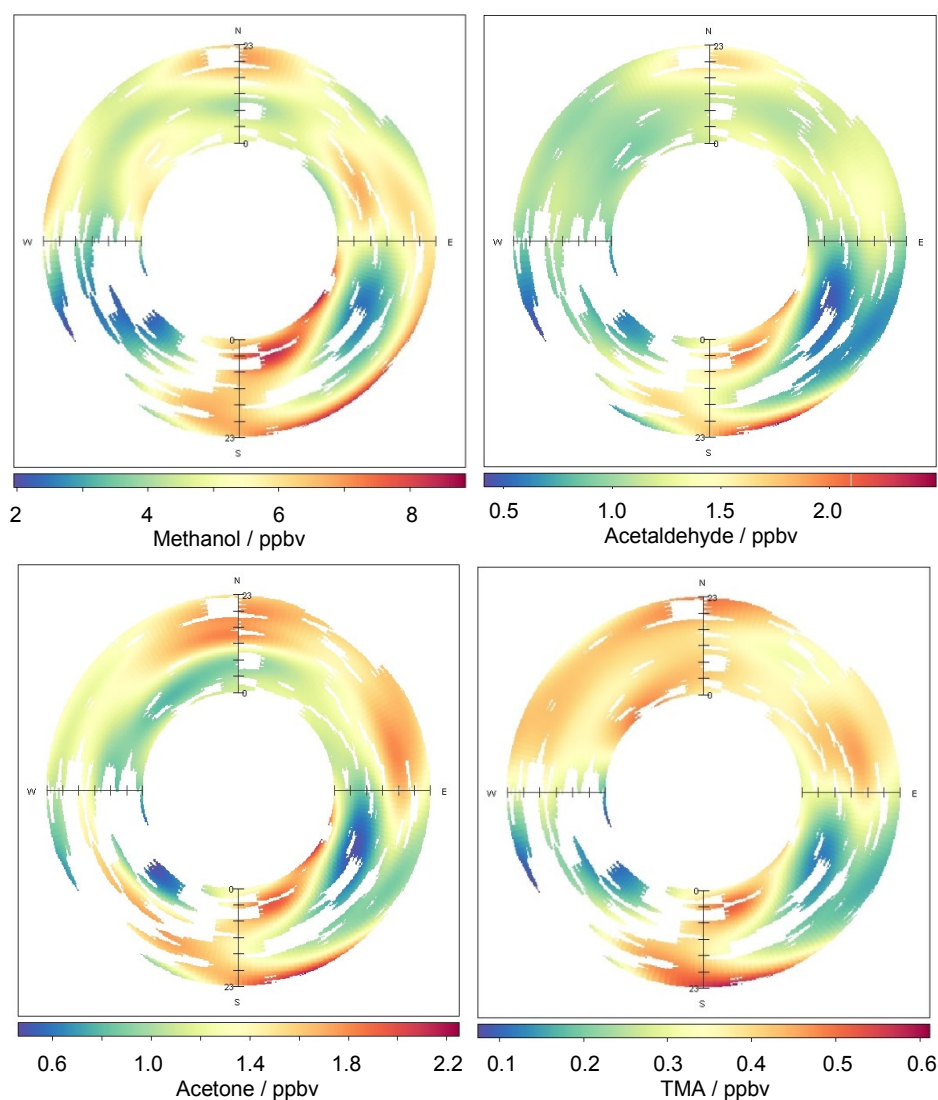 N
23
0
W
E
0
23
S
2 4 6 8
Methanol / ppbv
N
23
0
W
E
0
23
S
0.5 1.0 1.5 2.0
Acetaldehyde / ppbv
N
23
0
W
E
0
23
S
0.6 1.0 1.4 1.8 2.2
Acetone / ppbv
N
23
0
W
E
0
23
S
0.1 0.2 0.3 0.4 0.5 0.6
TMA / ppbv